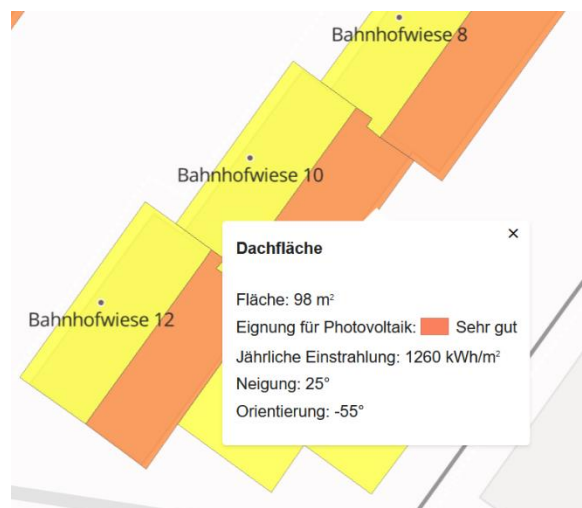 Bahnhofwiese 8
Bahnhofwiese 10
Bahnhofwiese 12
×
Dachfläche
Fläche: 98 m²
Eignung für Photovoltaik: Sehr gut
Jährliche Einstrahlung: 1260 kWh/m²
Neigung: 25°
Orientierung: -55°